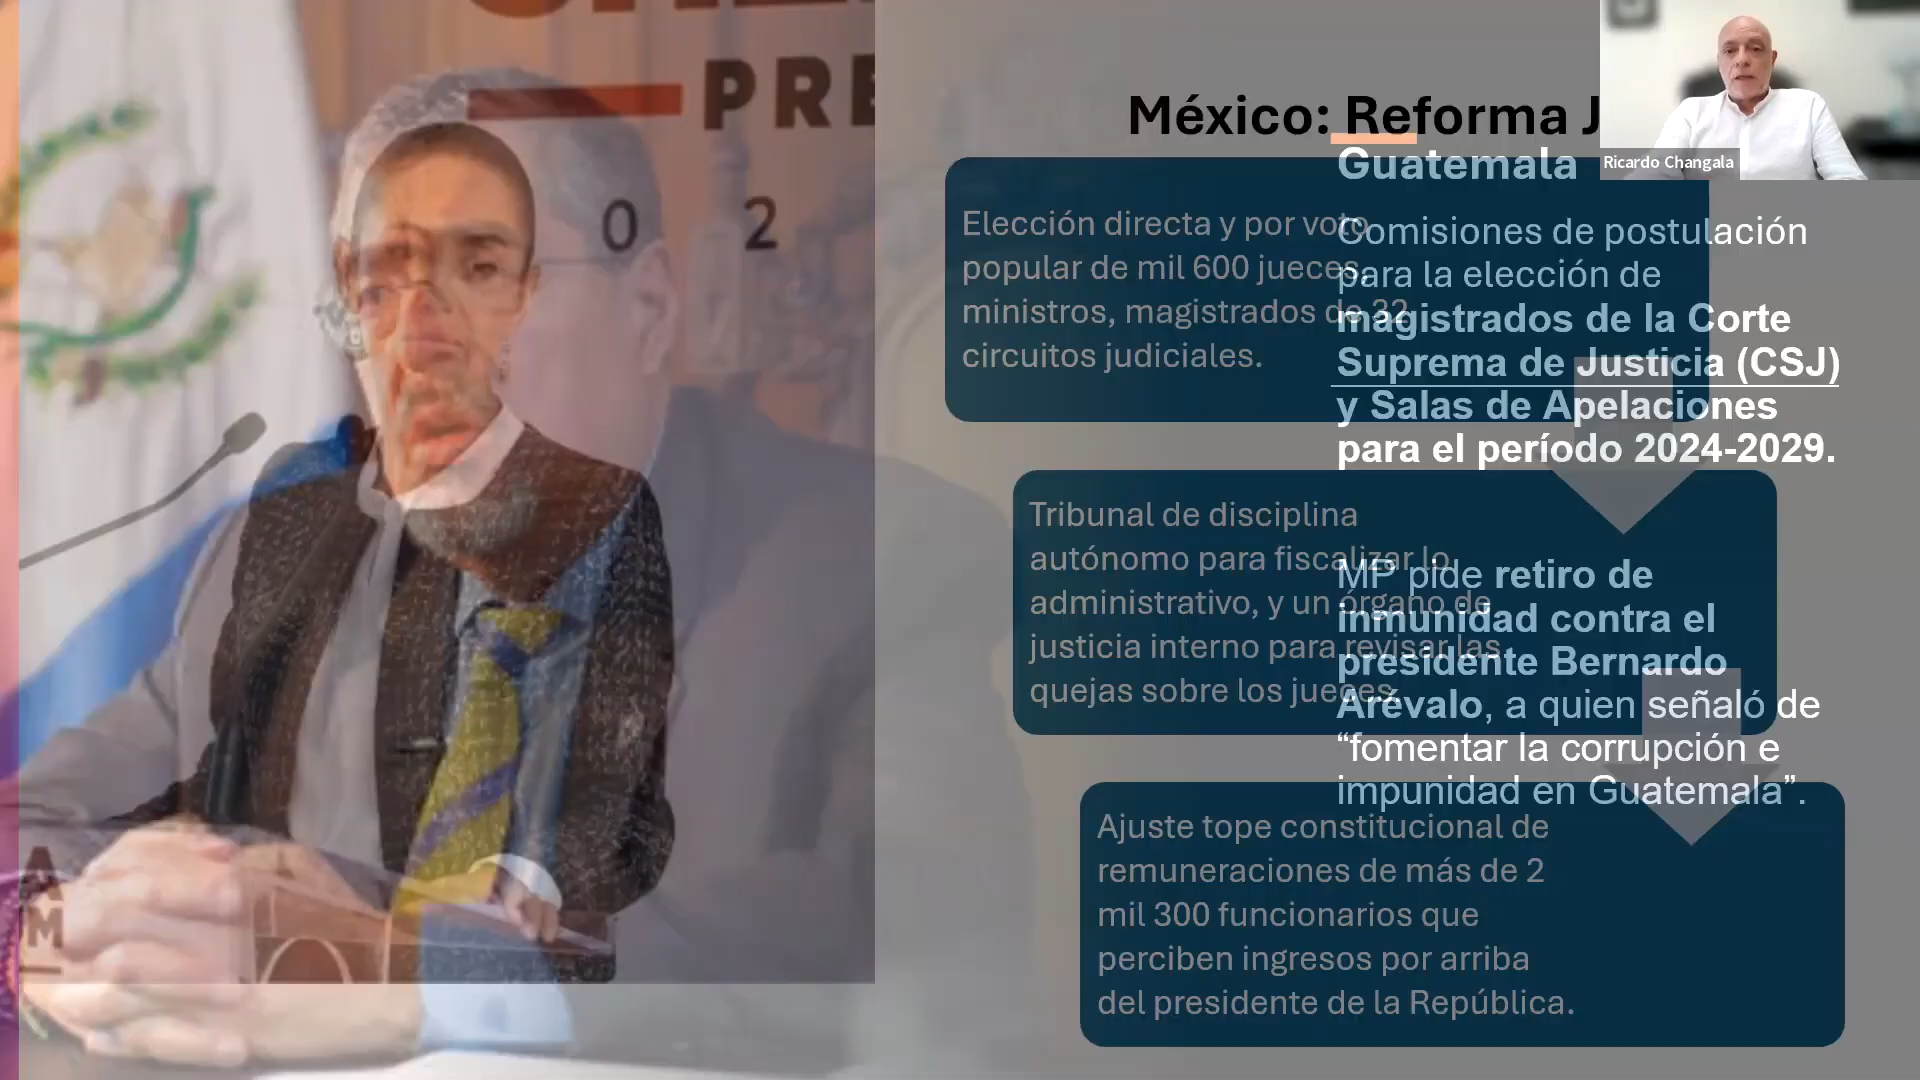 PRE
0 2
A
M
México: Reforma J
Elección directa y por voto
popular de mil 600 jueces,
ministros, magistrados de 32
circuitos judiciales.
Tribunal de disciplina
autónomo para fiscalizar lo
administrativo, y un órgano de
justicia interno para revisar las
quejas sobre los jueces.
Ajuste tope constitucional de
remuneraciones de más de 2
mil 300 funcionarios que
perciben ingresos por arriba
del presidente de la República.
Guatemala
Comisiones de postulación
para la elección de
magistrados de la Corte
Suprema de Justicia (CSJ)
y Salas de Apelaciones
para el período 2024-2029.
MP pide retiro de
inmunidad contra el
presidente Bernardo
Arévalo, a quien señaló de
“fomentar la corrupción e
impunidad en Guatemala”.
Ricardo Changala